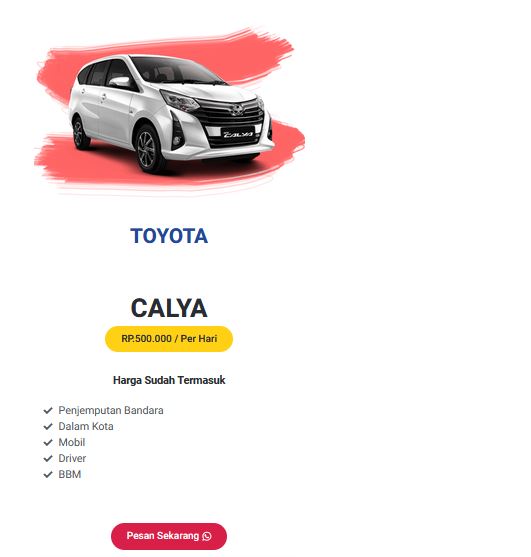 CALYA
TOYOTA
CALYA
RP.500.000 / Per Hari
Harga Sudah Termasuk
Penjemputan Bandara
Dalam Kota
Mobil
Driver
BBM
Pesan Sekarang